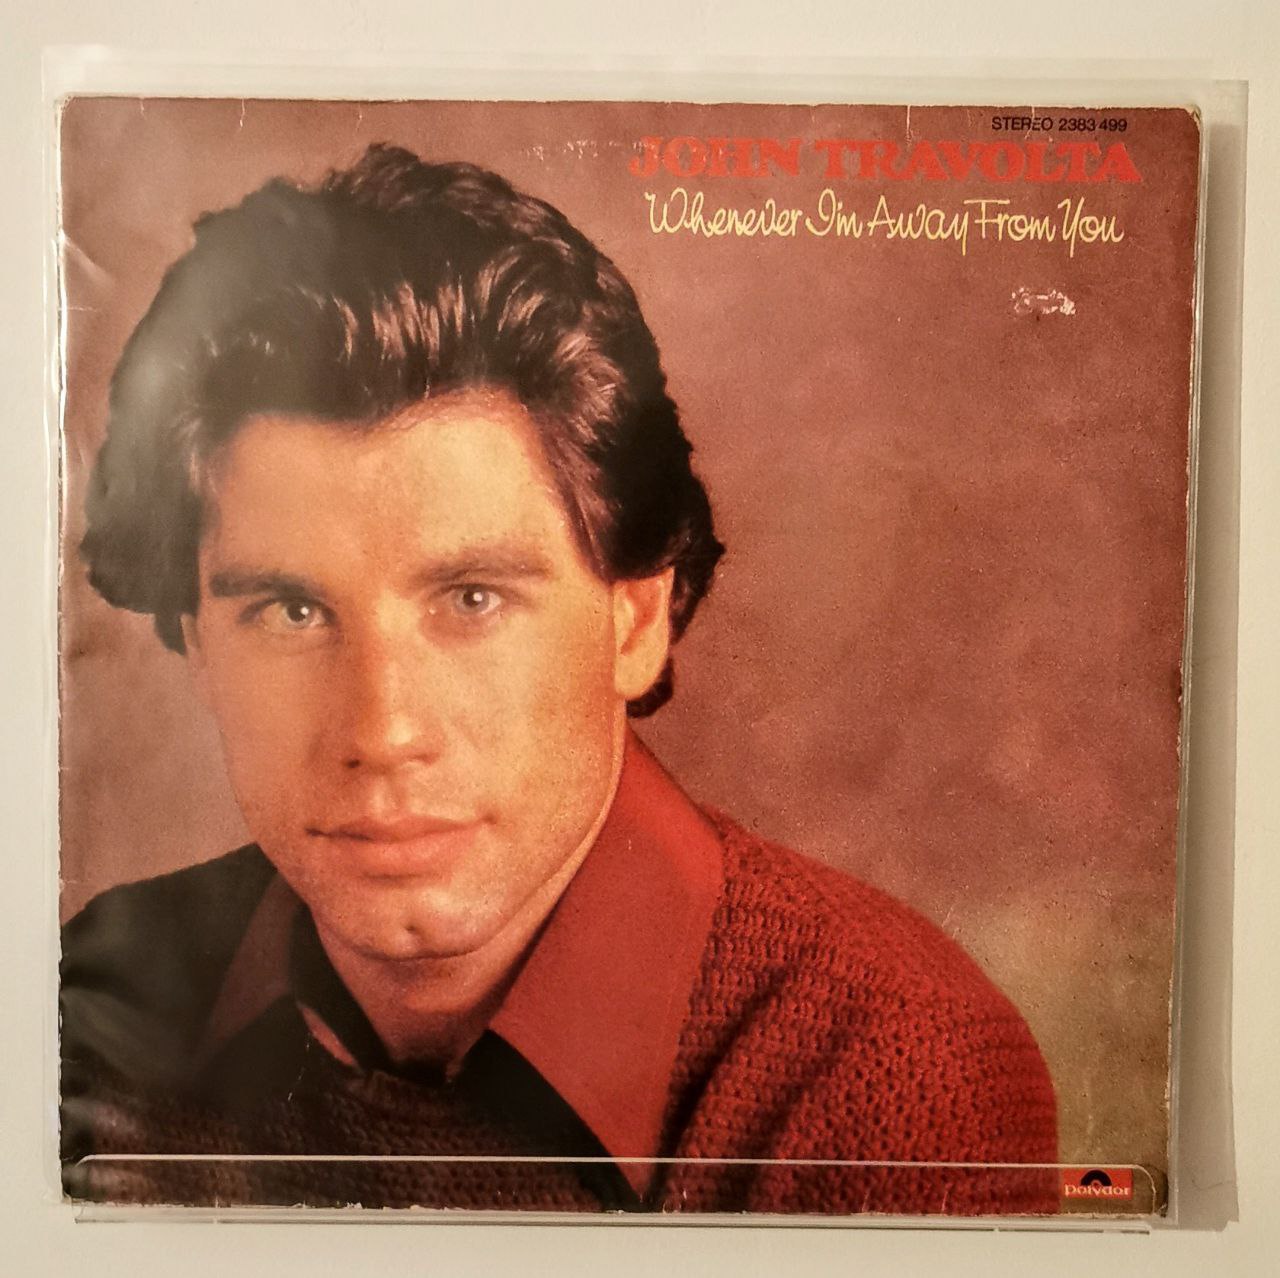 STEREO 2383 499
JOHN TRAVOLTA
Whenever I'm Away From You
polydor